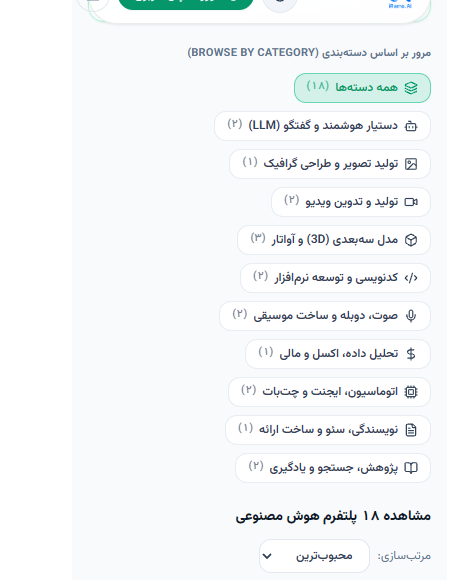 iBaro.Ai
مرور بر اساس دسته‌بندی (BROWSE BY CATEGORY)
همه دسته‌ها (۱۸)
دستیار هوشمند و گفتگو (LLM) (۲)
تولید تصویر و طراحی گرافیک (۱)
تولید و تدوین ویدیو (۲)
مدل سه‌بعدی (3D) و آواتار (۳)
کدنویسی و توسعه نرم‌افزار (۲)
صوت، دوبله و ساخت موسیقی (۲)
تحلیل داده، اکسل و مالی (۱)
اتوماسیون، ایجنت و چت‌بات (۲)
نویسندگی، سئو و ساخت ارائه (۱)
پژوهش، جستجو و یادگیری (۲)
مشاهده ۱۸ پلتفرم هوش مصنوعی
مرتب‌سازی: محبوب‌ترین